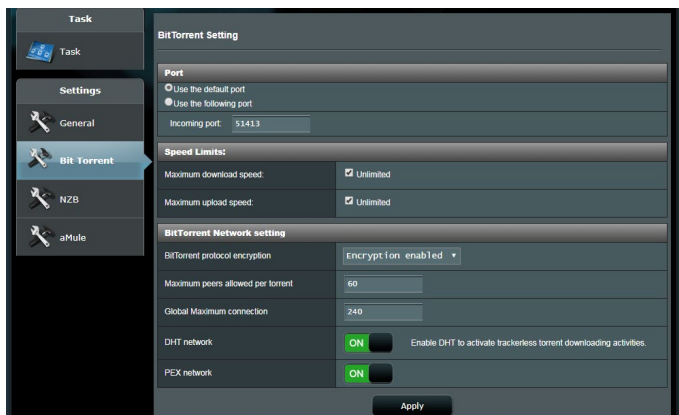 Task
Task
Settings
General
Bit Torrent
NZB
aMule
BitTorrent Setting
Port
Use the default port
Use the following port
Incoming port: 51413
Speed Limits:
Maximum download speed: Unlimited
Maximum upload speed: Unlimited
BitTorrent Network setting
BitTorrent protocol encryption Encryption enabled
Maximum peers allowed per torrent 60
Global Maximum connection 240
DHT network ON Enable DHT to activate trackerless torrent downloading activities.
PEX network ON
Apply